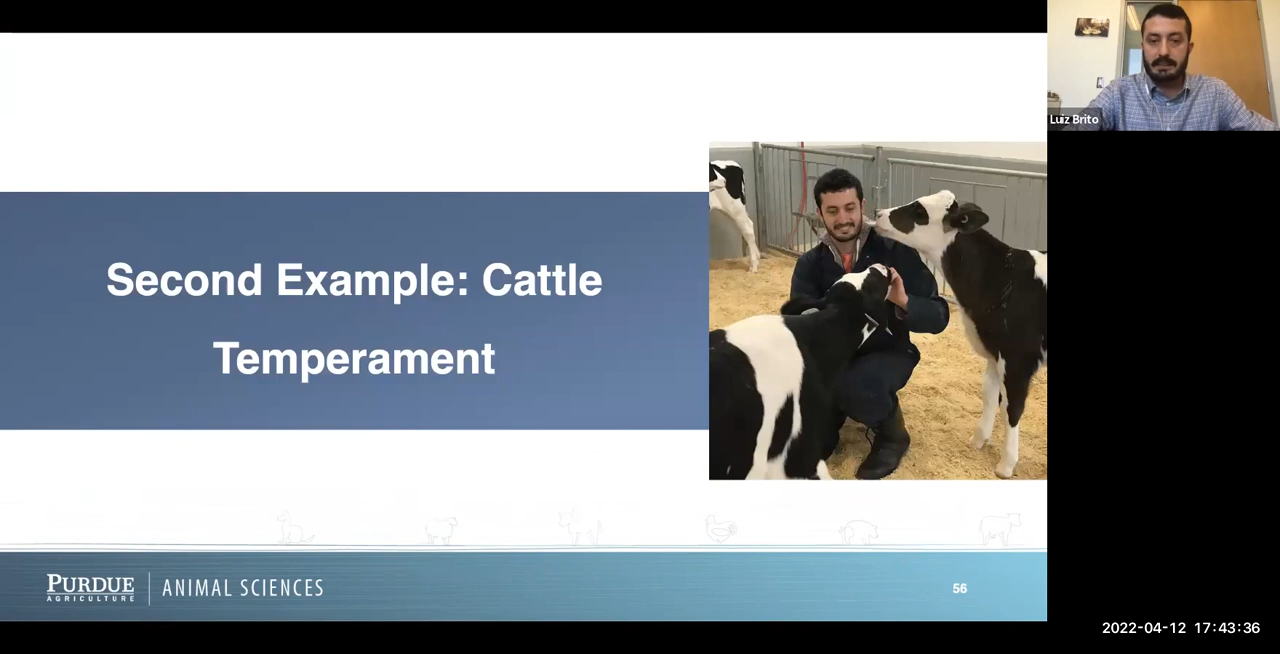 Luiz Brito
Second Example: Cattle
Temperament
PURDUE
AGRICULTURE
ANIMAL SCIENCES
56
2022-04-12 17:43:36